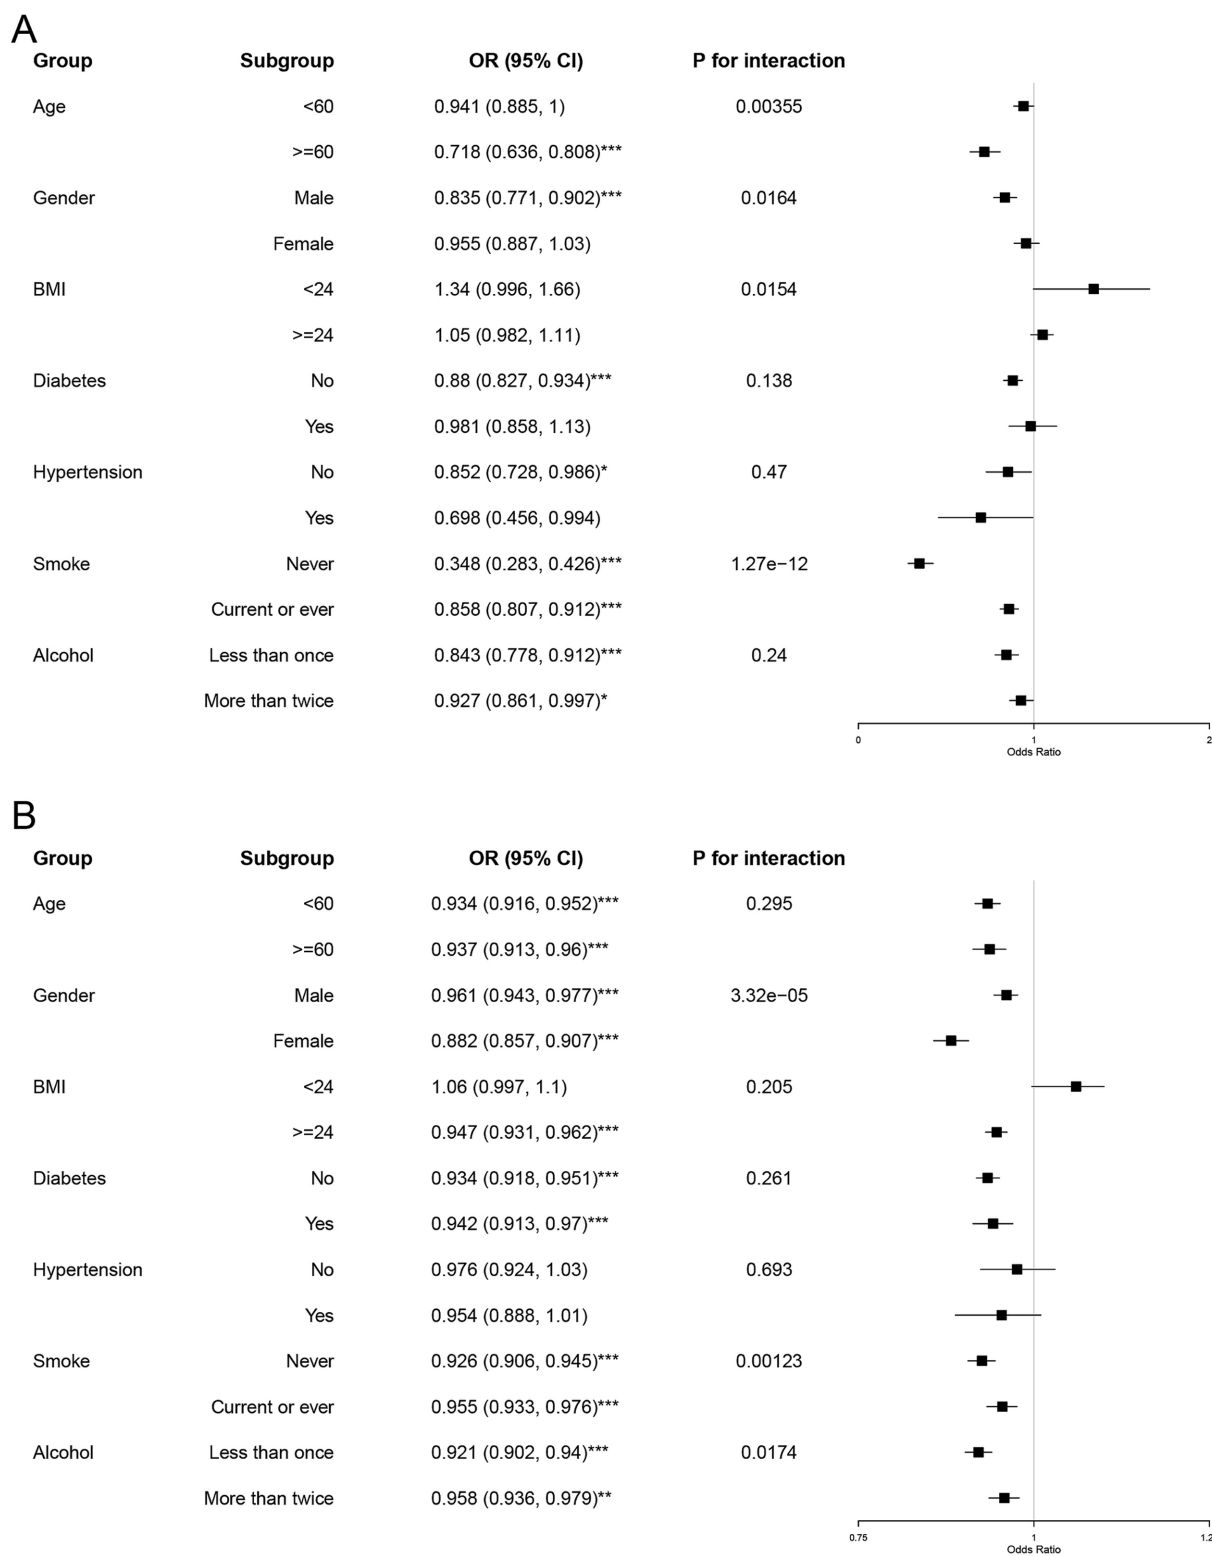 A
Group Subgroup OR (95% CI) P for interaction
Age <60 0.941 (0.885, 1) 0.00355
>=60 0.718 (0.636, 0.808)***
Gender Male 0.835 (0.771, 0.902)*** 0.0164
Female 0.955 (0.887, 1.03)
BMI <24 1.34 (0.996, 1.66) 0.0154
>=24 1.05 (0.982, 1.11)
Diabetes No 0.88 (0.827, 0.934)*** 0.138
Yes 0.981 (0.858, 1.13)
Hypertension No 0.852 (0.728, 0.986)* 0.47
Yes 0.698 (0.456, 0.994)
Smoke Never 0.348 (0.283, 0.426)*** 1.27e−12
Current or ever 0.858 (0.807, 0.912)***
Alcohol Less than once 0.843 (0.778, 0.912)*** 0.24
More than twice 0.927 (0.861, 0.997)*
0 1 2
Odds Ratio
B
Group Subgroup OR (95% CI) P for interaction
Age <60 0.934 (0.916, 0.952)*** 0.295
>=60 0.937 (0.913, 0.96)***
Gender Male 0.961 (0.943, 0.977)*** 3.32e−05
Female 0.882 (0.857, 0.907)***
BMI <24 1.06 (0.997, 1.1) 0.205
>=24 0.947 (0.931, 0.962)***
Diabetes No 0.934 (0.918, 0.951)*** 0.261
Yes 0.942 (0.913, 0.97)***
Hypertension No 0.976 (0.924, 1.03) 0.693
Yes 0.954 (0.888, 1.01)
Smoke Never 0.926 (0.906, 0.945)*** 0.00123
Current or ever 0.955 (0.933, 0.976)***
Alcohol Less than once 0.921 (0.902, 0.94)*** 0.0174
More than twice 0.958 (0.936, 0.979)**
0.75 1 1.2
Odds Ratio